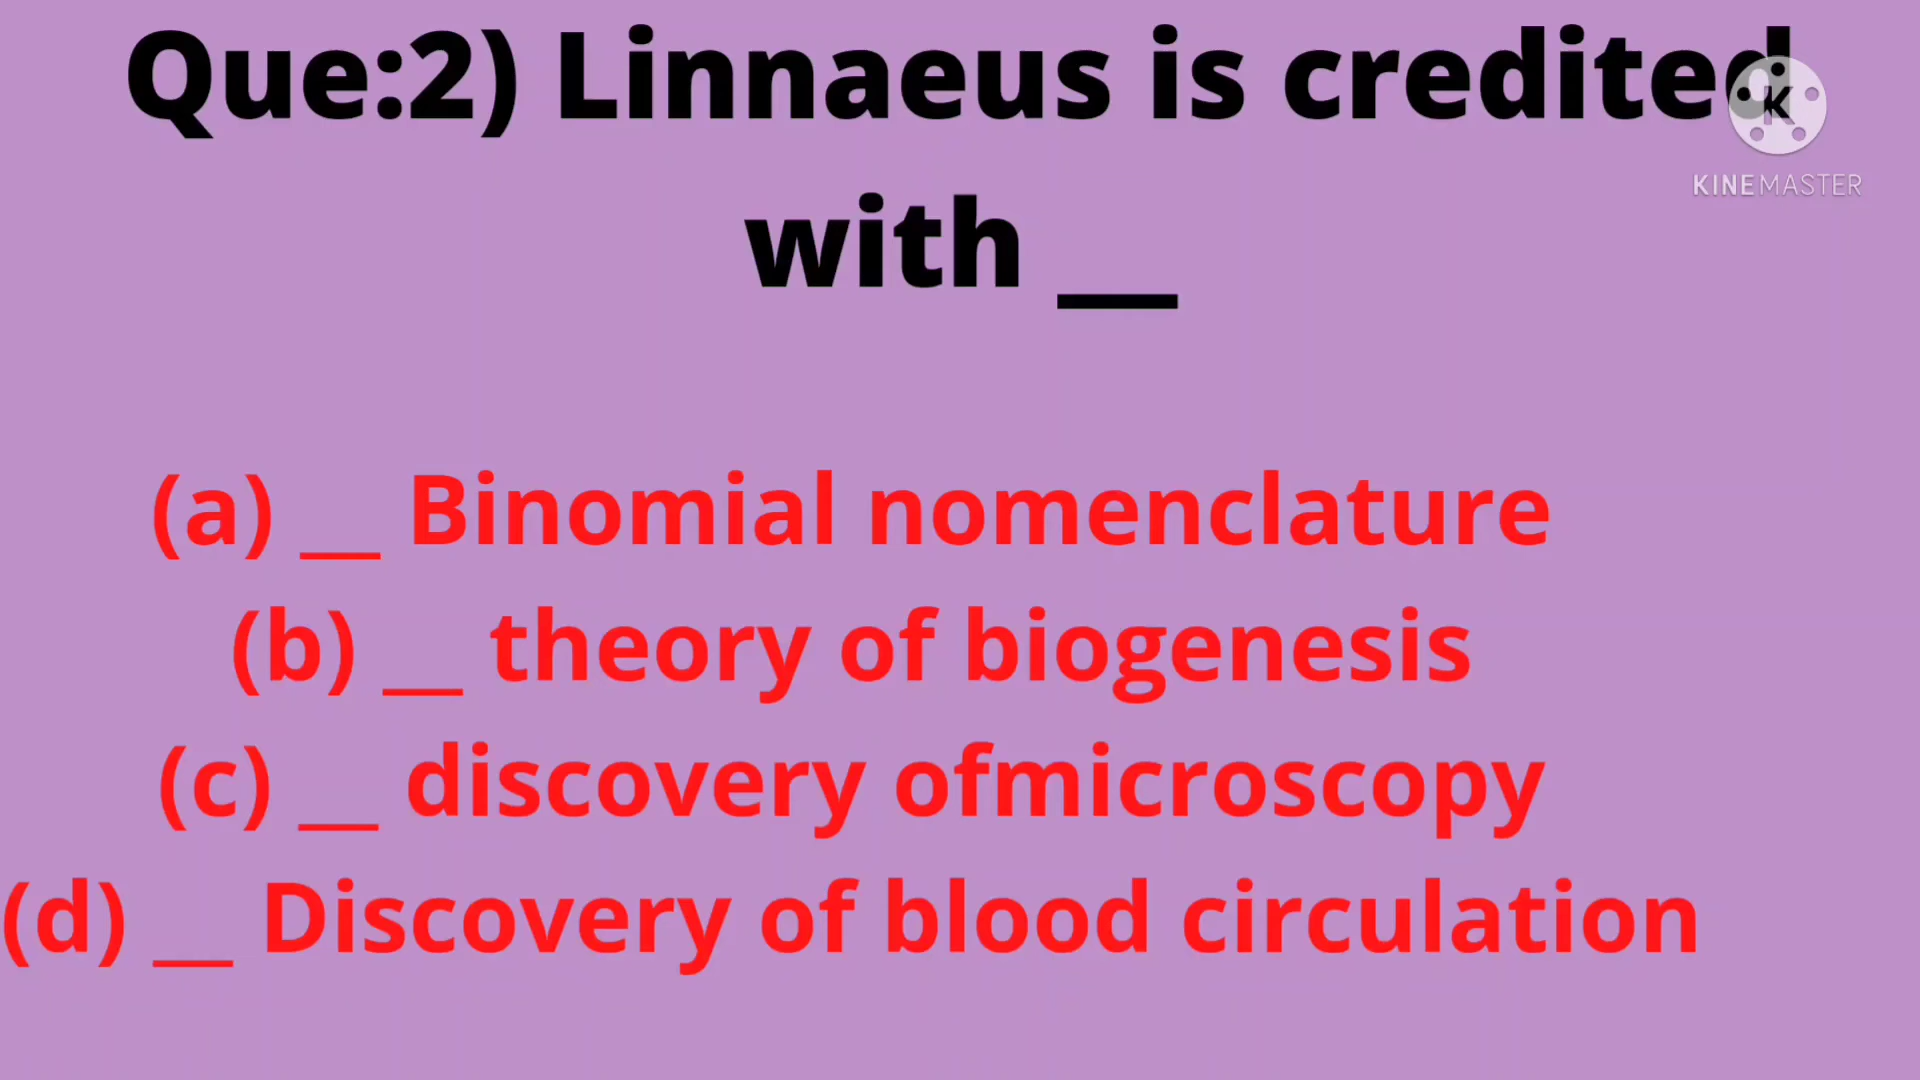 Que:2) Linnaeus is credited
with __
(a) __ Binomial nomenclature
(b) __ theory of biogenesis
(c) __ discovery ofmicroscopy
(d) __ Discovery of blood circulation
K
KINEMASTER